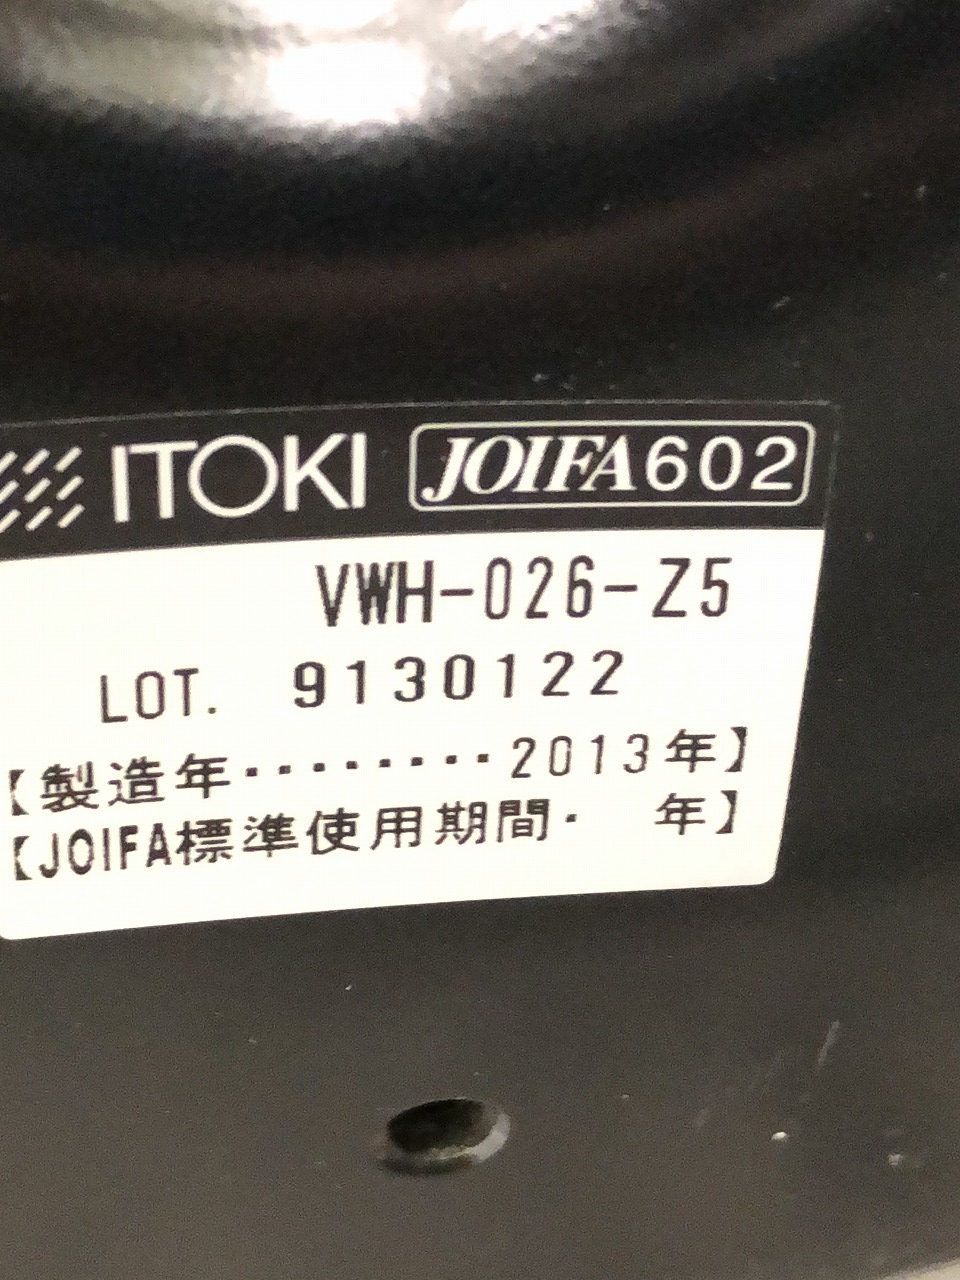 ITOKI JOIFA602
VWH-026-Z5
LOT. 9130122
【製造年・・・・・・・・2013年】
【JOIFA標準使用期間・ 年】